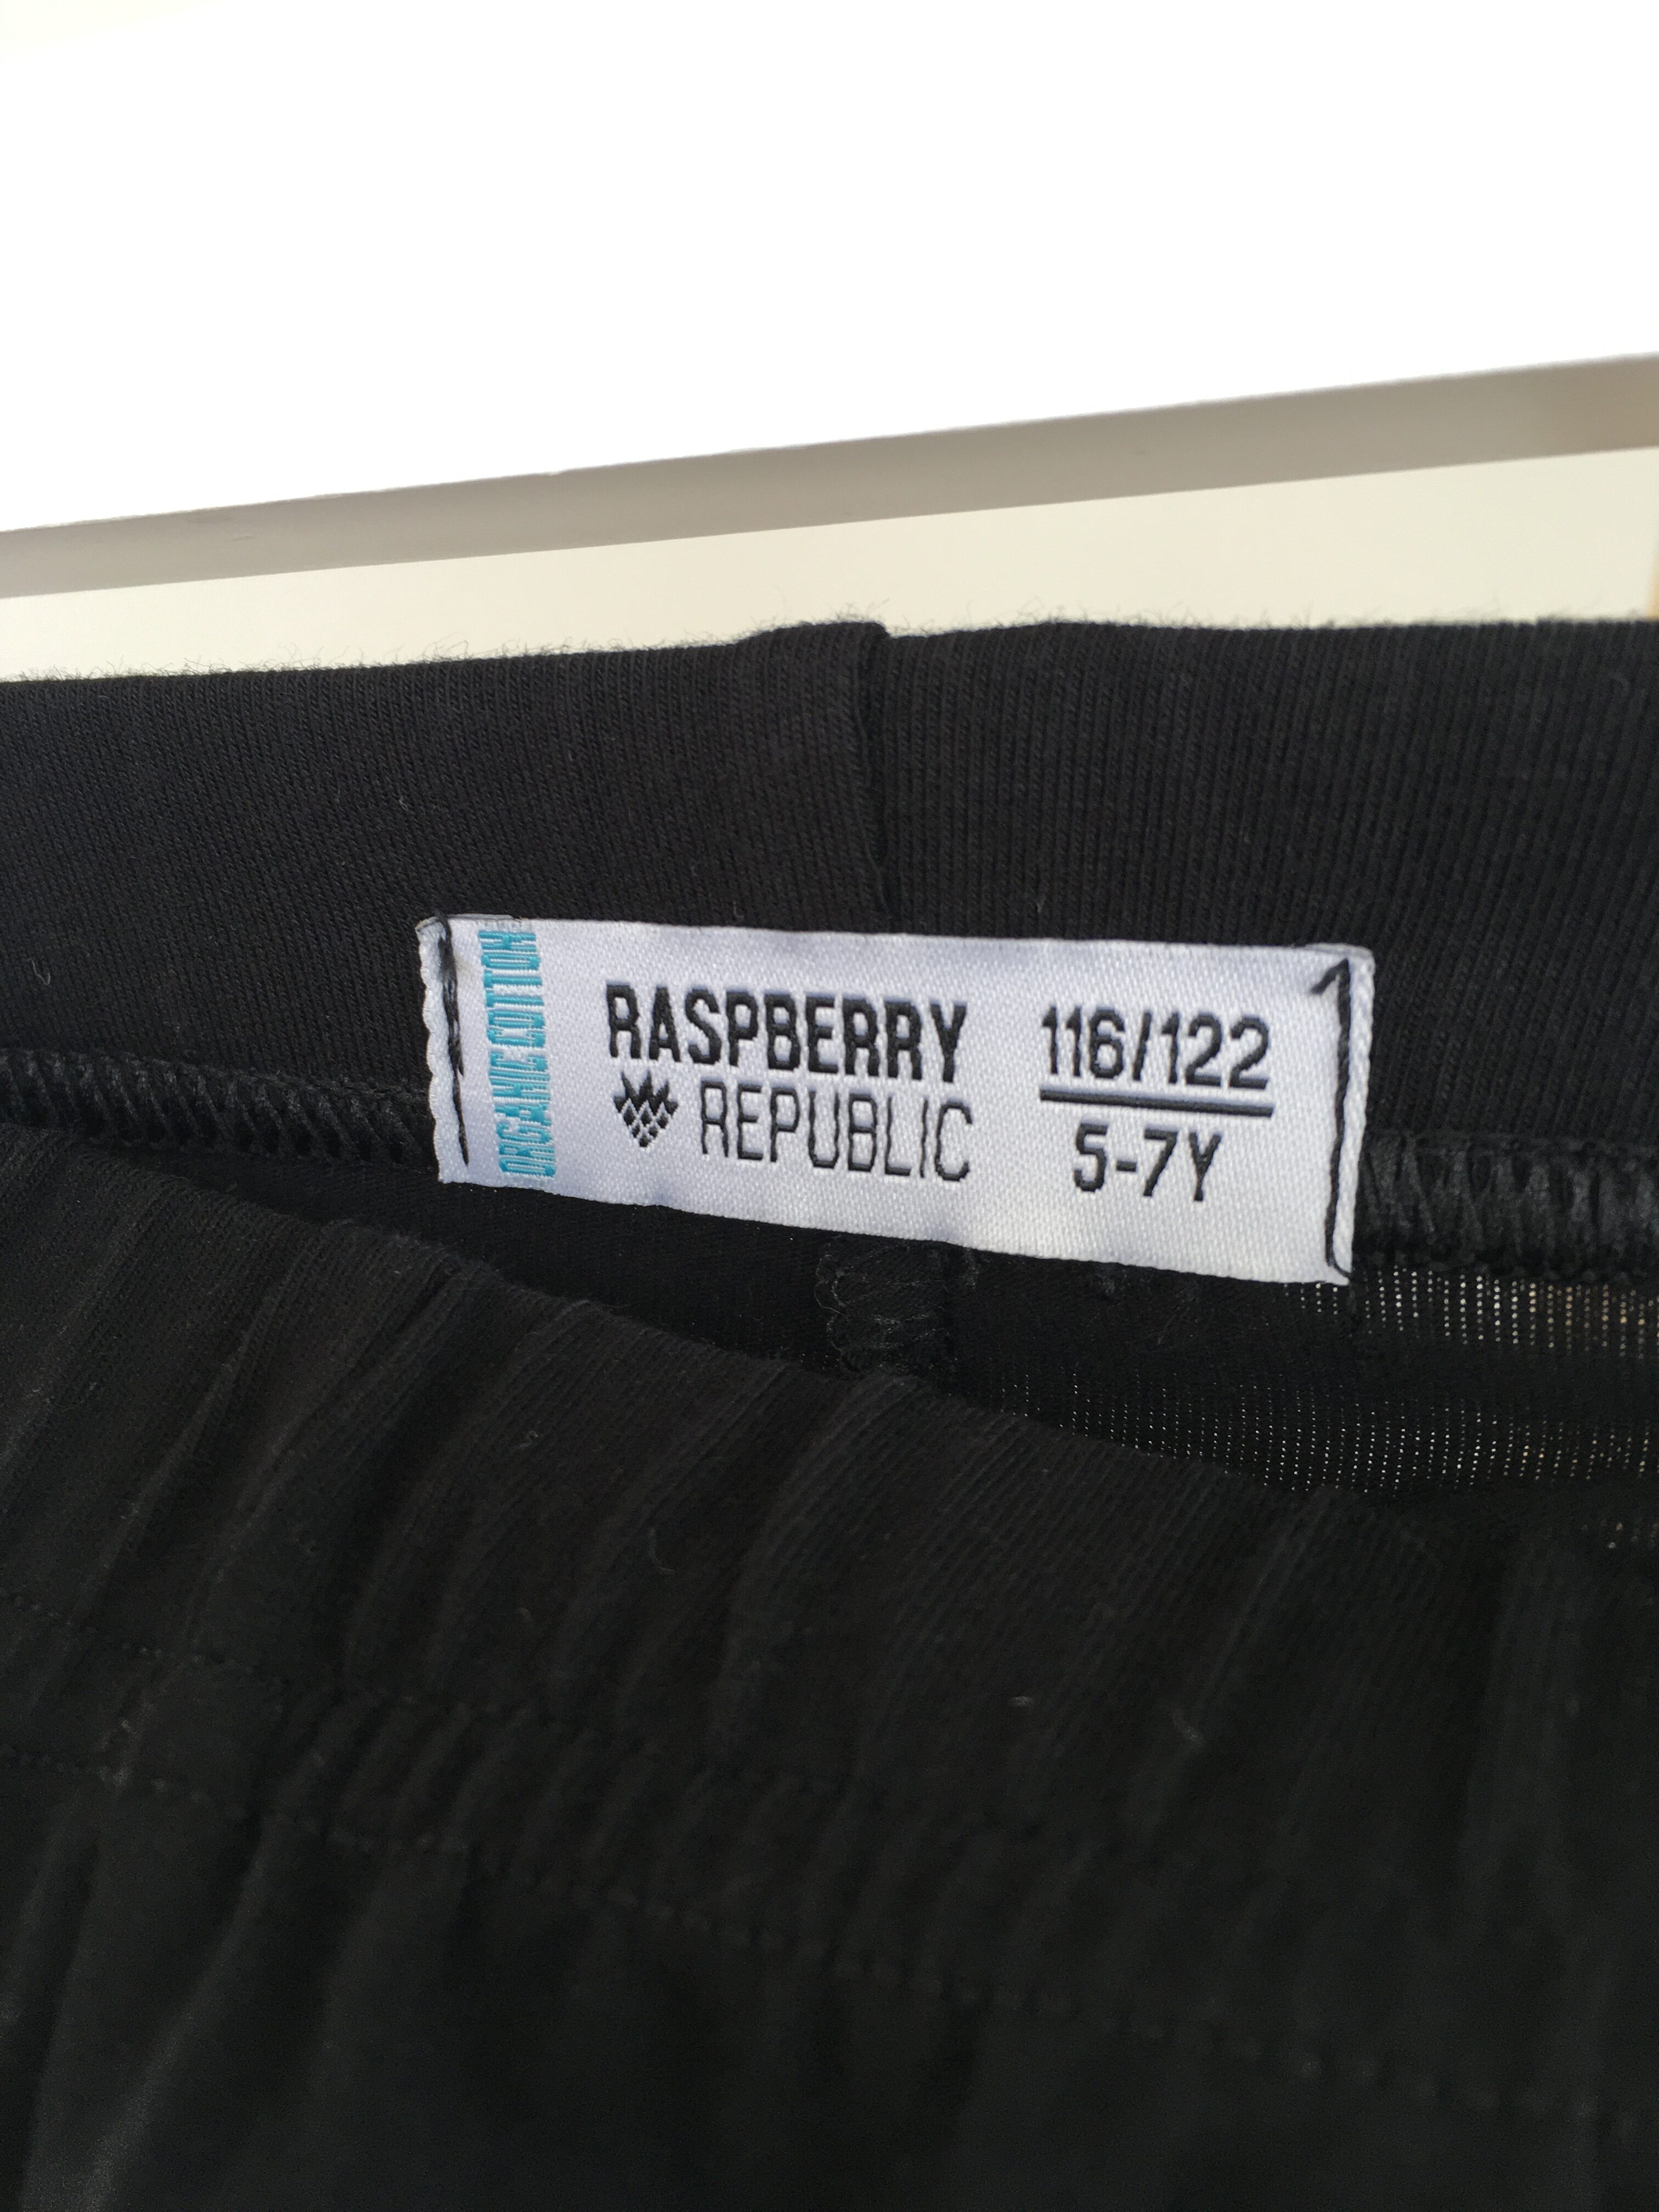 ORGANIC COTTON
RASPBERRY
REPUBLIC
116/122
5-7Y